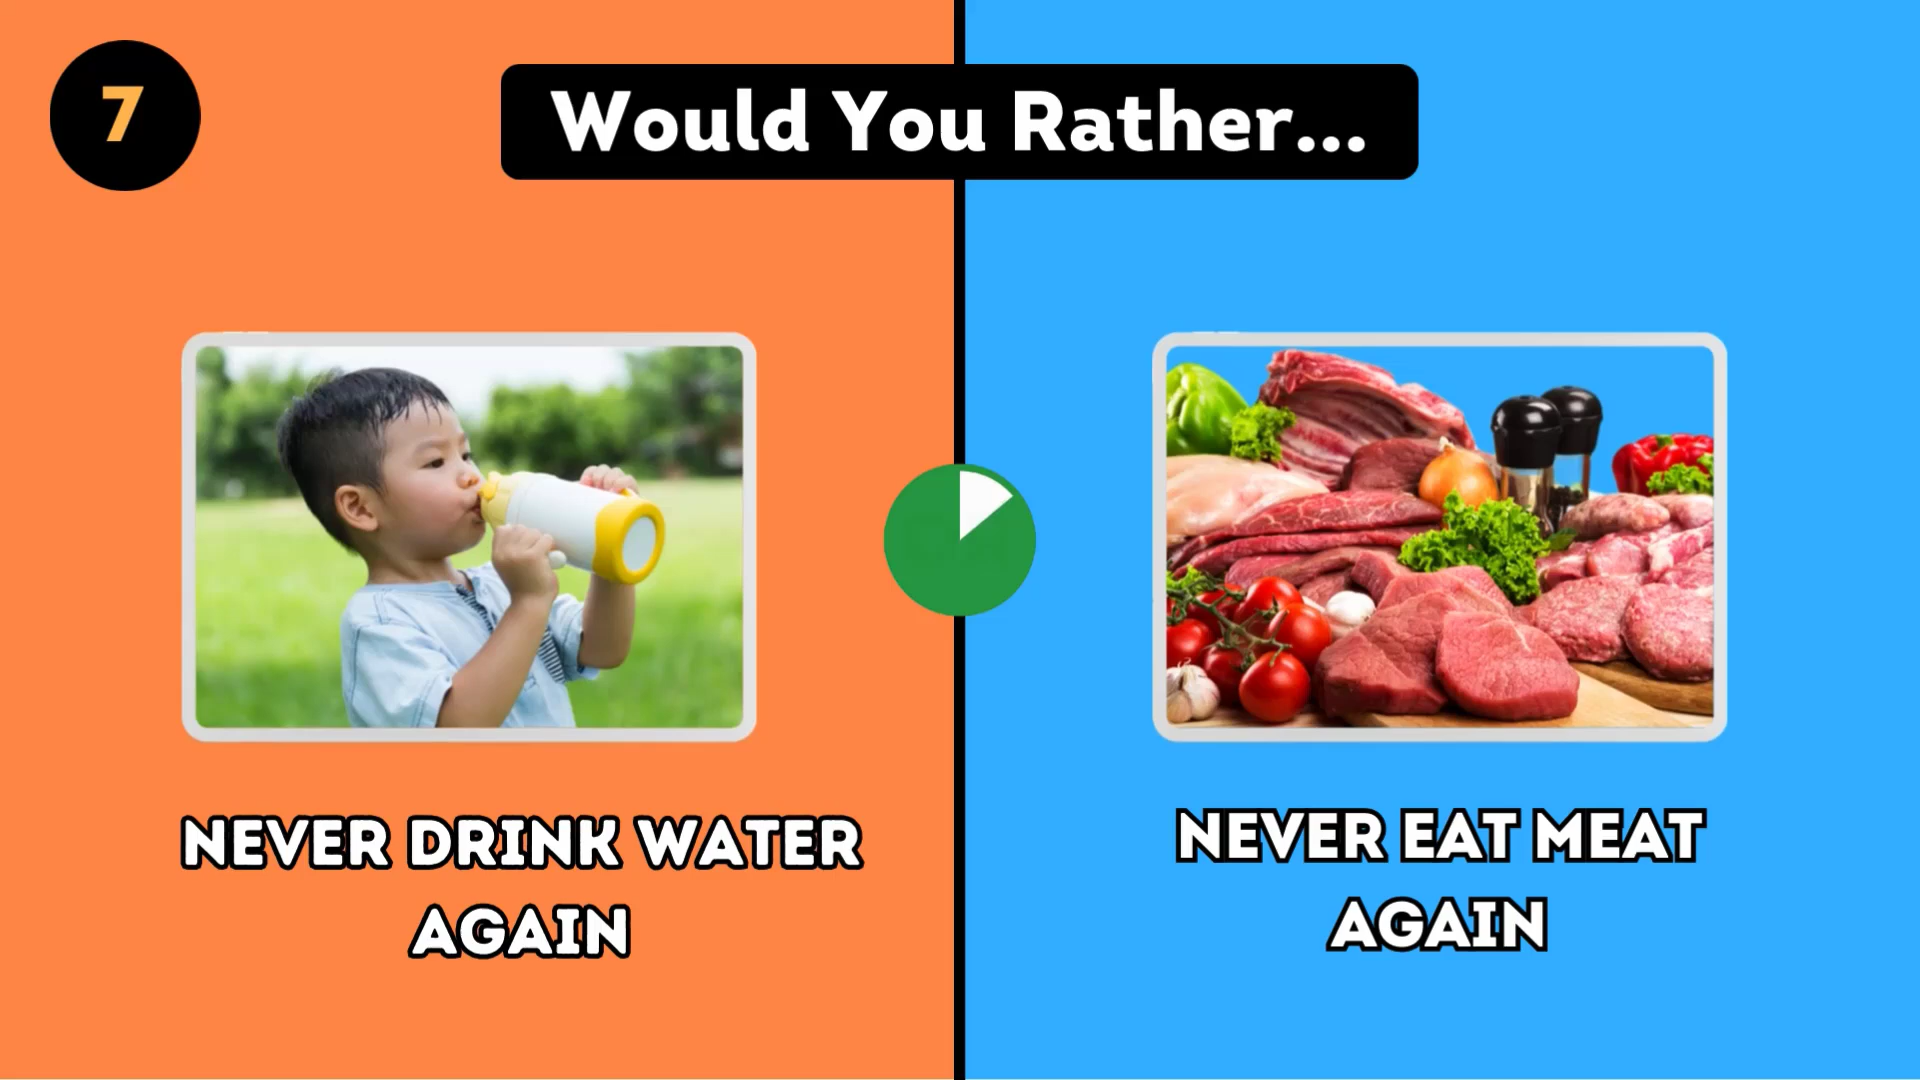 7
Would You Rather...
NEVER DRINK WATER
AGAIN
NEVER EAT MEAT
AGAIN